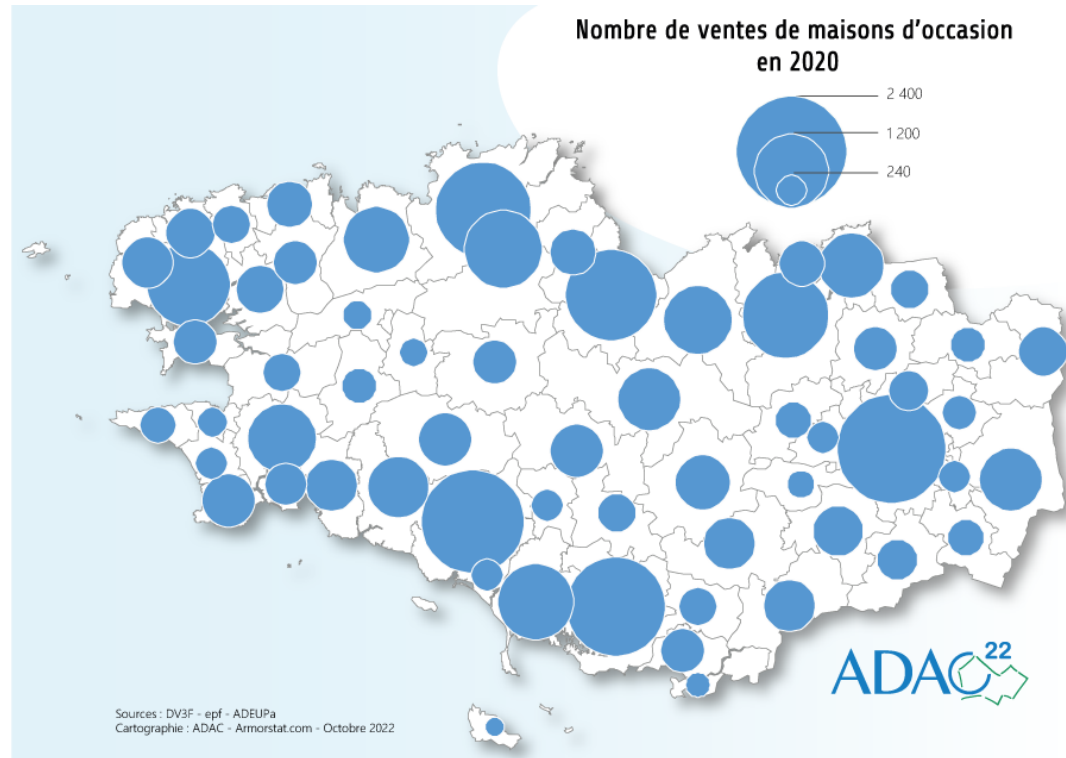 Nombre de ventes de maisons d'occasion
en 2020
2 400
1 200
240
ADAC 22
Sources : DV3F - epf - ADEUPa
Cartographie : ADAC - Armorstat.com - Octobre 2022